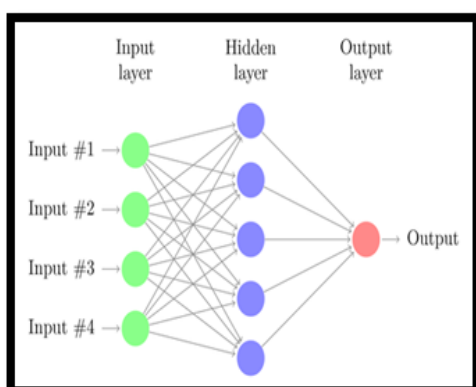 Input
layer
Hidden
layer
Output
layer
Input #1
Input #2
Input #3
Input #4
Output